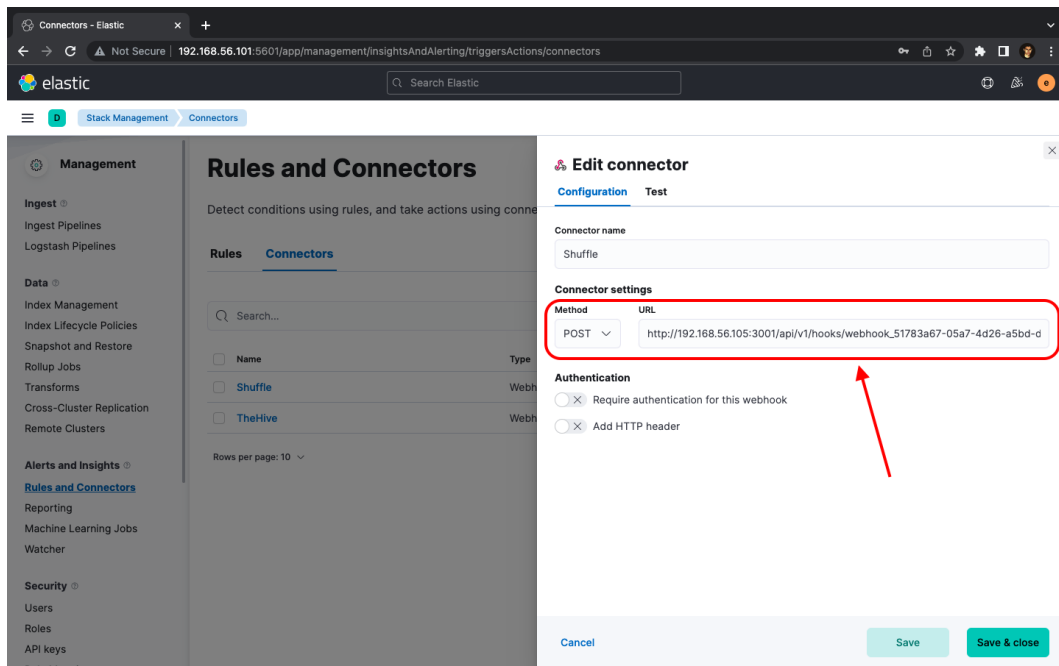 Connectors - Elastic
Not Secure | 192.168.56.101:5601/app/management/insightsAndAlerting/triggersActions/connectors
elastic
Search Elastic
e
D
Stack Management
Connectors
Management
Ingest
Ingest Pipelines
Logstash Pipelines
Data
Index Management
Index Lifecycle Policies
Snapshot and Restore
Rollup Jobs
Transforms
Cross-Cluster Replication
Remote Clusters
Alerts and Insights
Rules and Connectors
Reporting
Machine Learning Jobs
Watcher
Security
Users
Roles
API keys
Rules and Connectors
Detect conditions using rules, and take actions using conne
Rules Connectors
Search...
Name Type
Shuffle Webh
TheHive Webh
Rows per page: 10
Edit connector
Configuration Test
Connector name
Shuffle
Connector settings
Method URL
POST http://192.168.56.105:3001/api/v1/hooks/webhook_51783a67-05a7-4d26-a5bd-d
Authentication
Require authentication for this webhook
Add HTTP header
Cancel Save Save & close